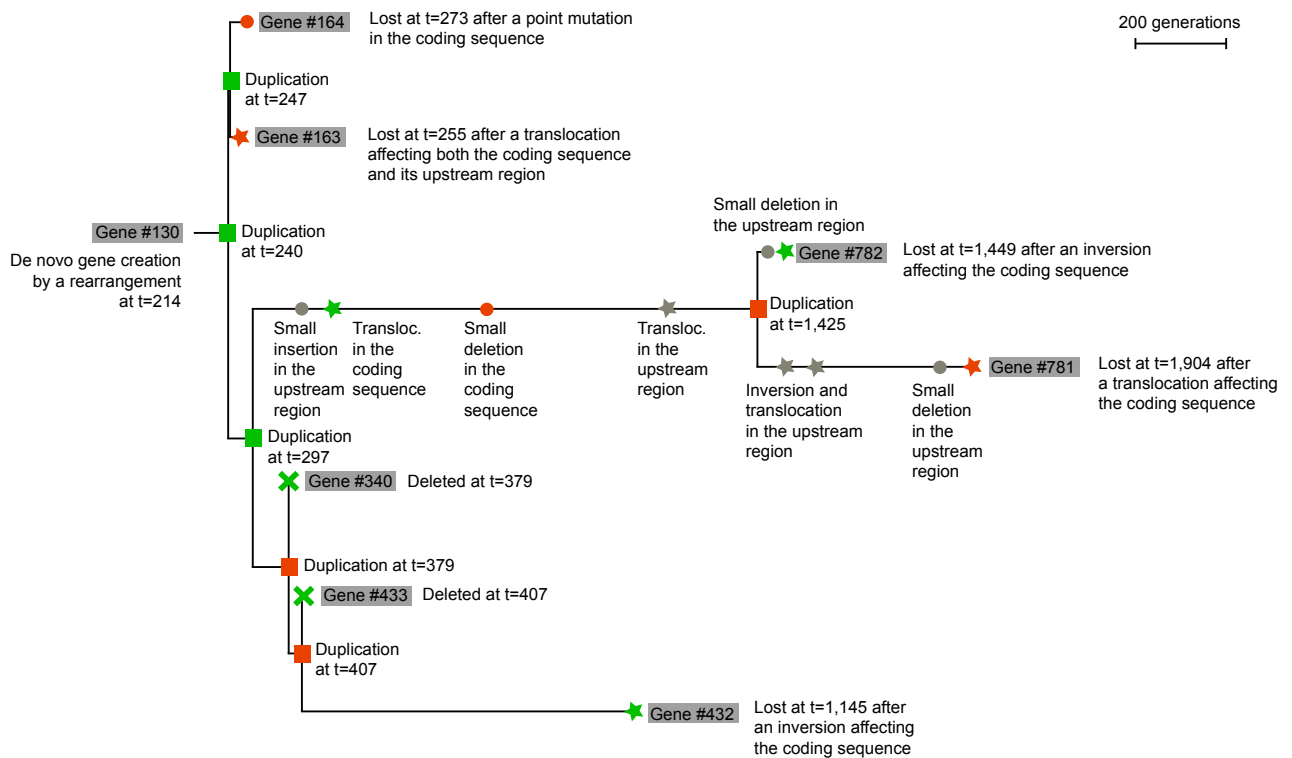 Gene #164
Lost at t=273 after a point mutation
in the coding sequence
200 generations
Duplication
at t=247
Gene #163
Lost at t=255 after a translocation
affecting both the coding sequence
and its upstream region
Gene #130
De novo gene creation
by a rearrangement
at t=214
Duplication
at t=240
Small deletion in
the upstream region
Gene #782
Lost at t=1,449 after an inversion
affecting the coding sequence
Duplication
at t=1,425
Small
insertion
in the
upstream
region
Transloc.
in the
coding
sequence
Small
deletion
in the
coding
sequence
Transloc.
in the
upstream
region
Gene #781
Lost at t=1,904 after
a translocation affecting
the coding sequence
Inversion and
translocation
in the upstream
region
Small
deletion
in the
upstream
region
Duplication
at t=297
Gene #340
Deleted at t=379
Duplication at t=379
Gene #433
Deleted at t=407
Duplication
at t=407
Gene #432
Lost at t=1,145 after
an inversion affecting
the coding sequence